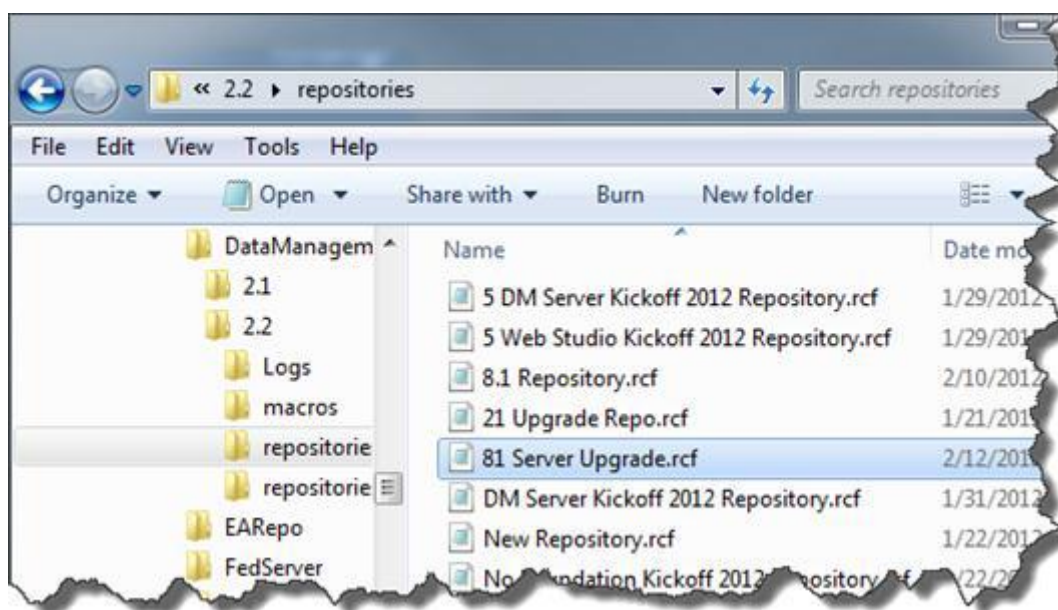 « 2.2 ▸ repositories Search repositories
File Edit View Tools Help
Organize Open Share with Burn New folder
DataManagem
2.1
2.2
Logs
macros
repositorie
repositorie
EARepo
FedServer
Name Date mo
5 DM Server Kickoff 2012 Repository.rcf 1/29/2012
5 Web Studio Kickoff 2012 Repository.rcf 1/29/201
8.1 Repository.rcf 2/10/2012
21 Upgrade Repo.rcf 1/21/201
81 Server Upgrade.rcf 2/12/201
DM Server Kickoff 2012 Repository.rcf 1/31/2012
New Repository.rcf 1/22/2012
Kickoff 2012